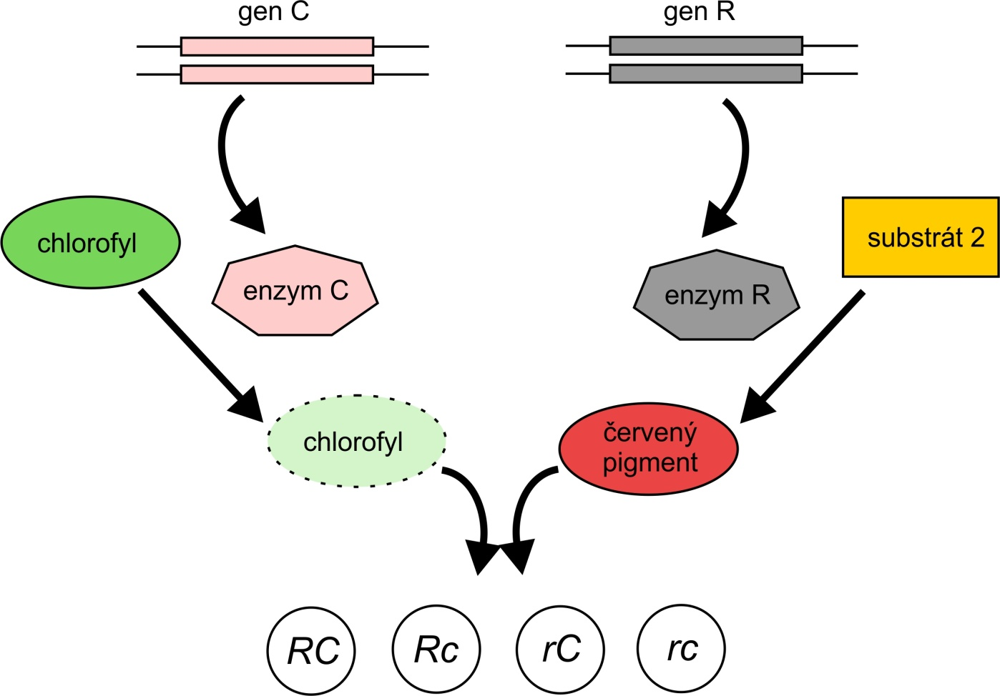 gen C
gen R
chlorofyl
substrát 2
enzym C
enzym R
chlorofyl
červený
pigment
RC
Rc
rC
rc